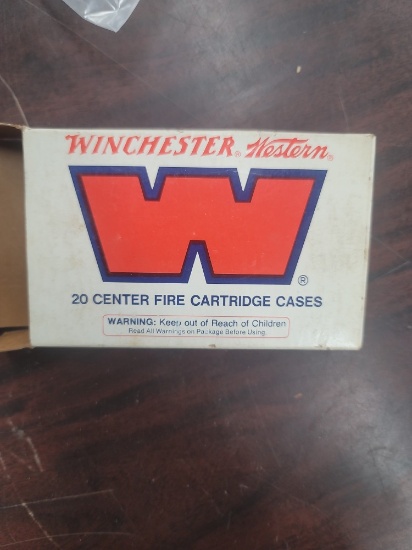 WINCHESTER® Western®
W®
20 CENTER FIRE CARTRIDGE CASES
WARNING: Keep out of Reach of Children
Read All Warnings on Package Before Using.